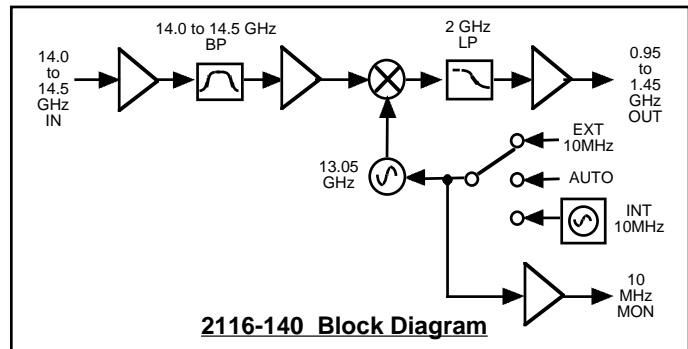 14.0
to
14.5
GHz
IN
14.0 to 14.5 GHz
BP
2 GHz
LP
0.95
to
1.45
GHz
OUT
13.05
GHz
EXT
10MHz
AUTO
INT
10MHz
10
MHz
MON
2116-140 Block Diagram